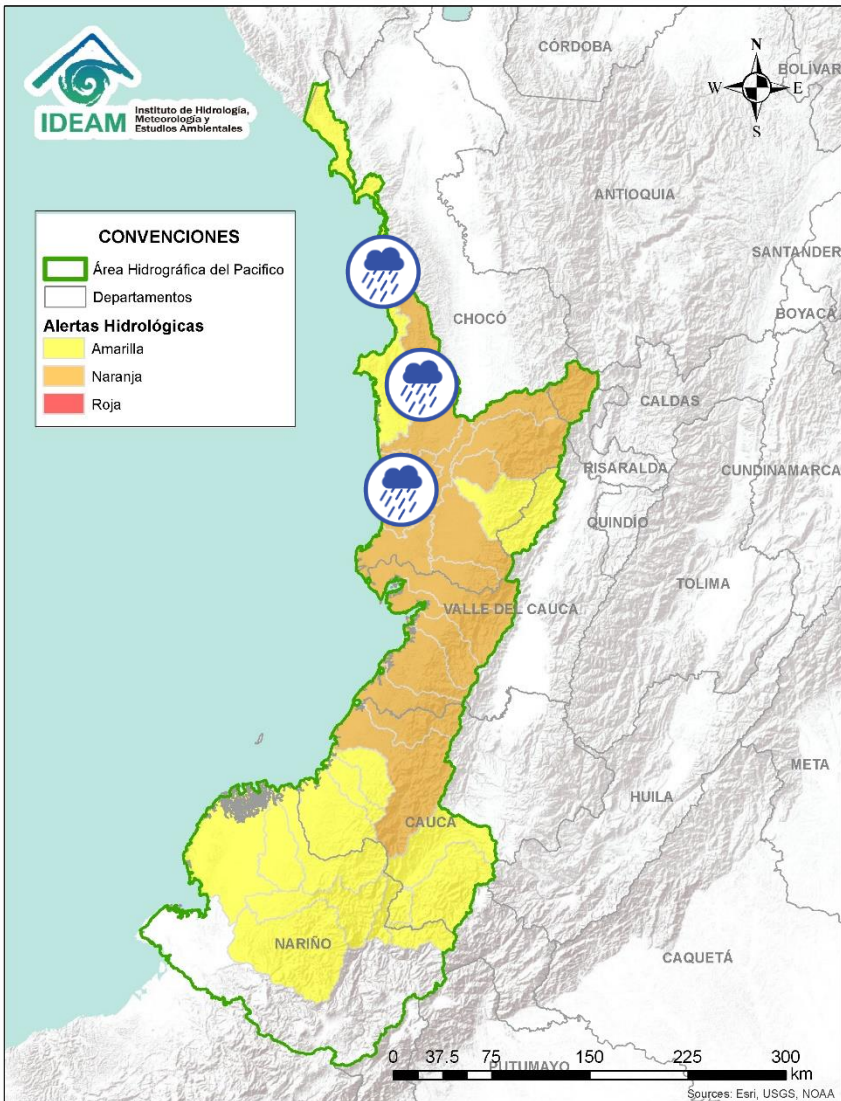 IDEAM
Instituto de Hidrología,
Meteorología y
Estudios Ambientales
N
W
E
S
CONVENCIONES
Área Hidrográfica del Pacifico
Departamentos
Alertas Hidrológicas
Amarilla
Naranja
Roja
CÓRDOBA
BOLÍVAR
ANTIOQUIA
SANTANDER
BOYACÁ
CHOCÓ
CALDAS
RISARALDA
CUNDINAMARCA
QUINDÍO
TOLIMA
VALLE DEL CAUCA
META
HUILA
CAUCA
NARIÑO
CAQUETÁ
PUTUMAYO
0 37.5 75 150 225 300
km
Sources: Esri, USGS, NOAA